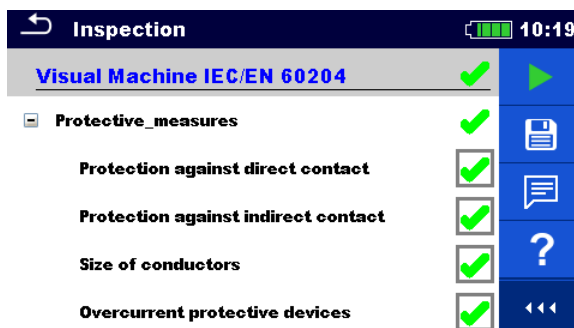 Inspection 10:19
Visual Machine IEC/EN 60204
Protective_measures
Protection against direct contact
Protection against indirect contact
?
Size of conductors
Overcurrent protective devices